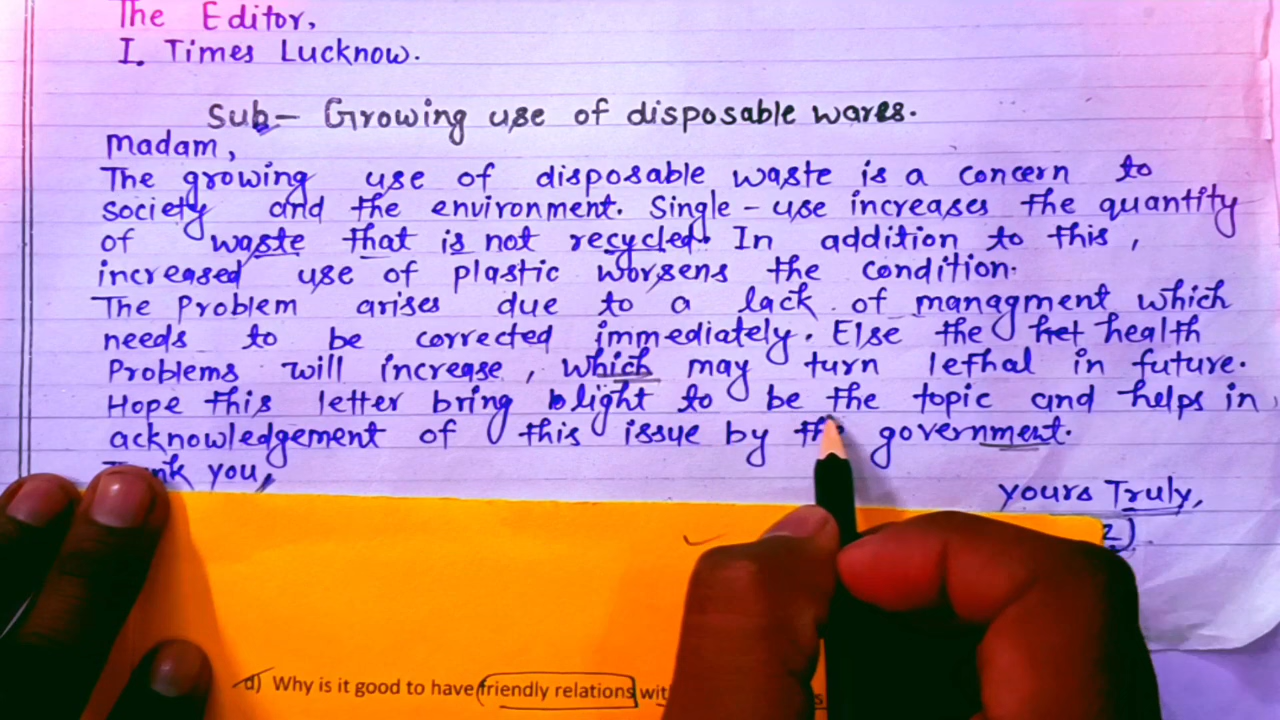 The Editor,
I. Times Lucknow.
Sub- Growing use of disposable wares.
Madam,
The growing use of disposable waste is a concern to
society and the environment. Single-use increases the quantity
of waste that is not recycled. In addition to this,
increased use of plastic worsens the condition.
The Problem arises due to a lack of managment which
needs to be corrected immediately. Else the health
Problems will increase, which may turn lethal in future.
Hope this letter bring light to be the topic and helps in
acknowledgement of this issue by the government.
you,
yours Truly,
d) Why is it good to have friendly relations